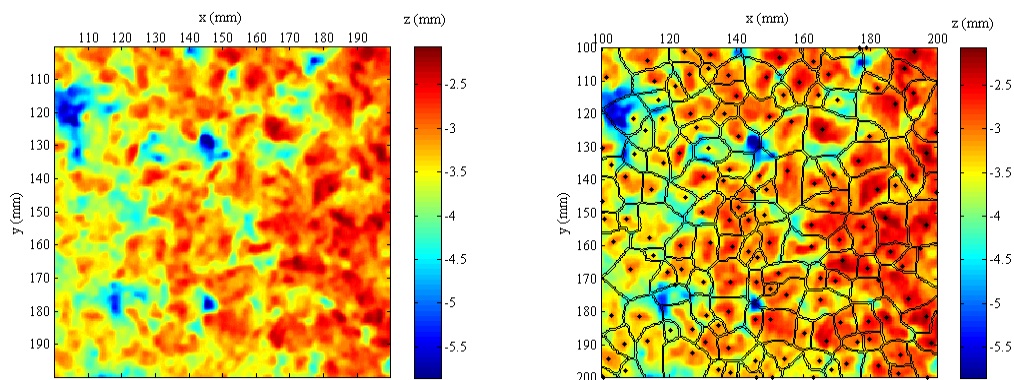 x (mm) z (mm) x (mm) z (mm)
110 120 130 140 150 160 170 180 190 100 120 140 160 180 200
y (mm) 110 120 130 140 150 160 170 180 190
-2.5 -3 -3.5 -4 -4.5 -5 -5.5
y (mm) 100 110 120 130 140 150 160 170 180 190 200
-2.5 -3 -3.5 -4 -4.5 -5 -5.5